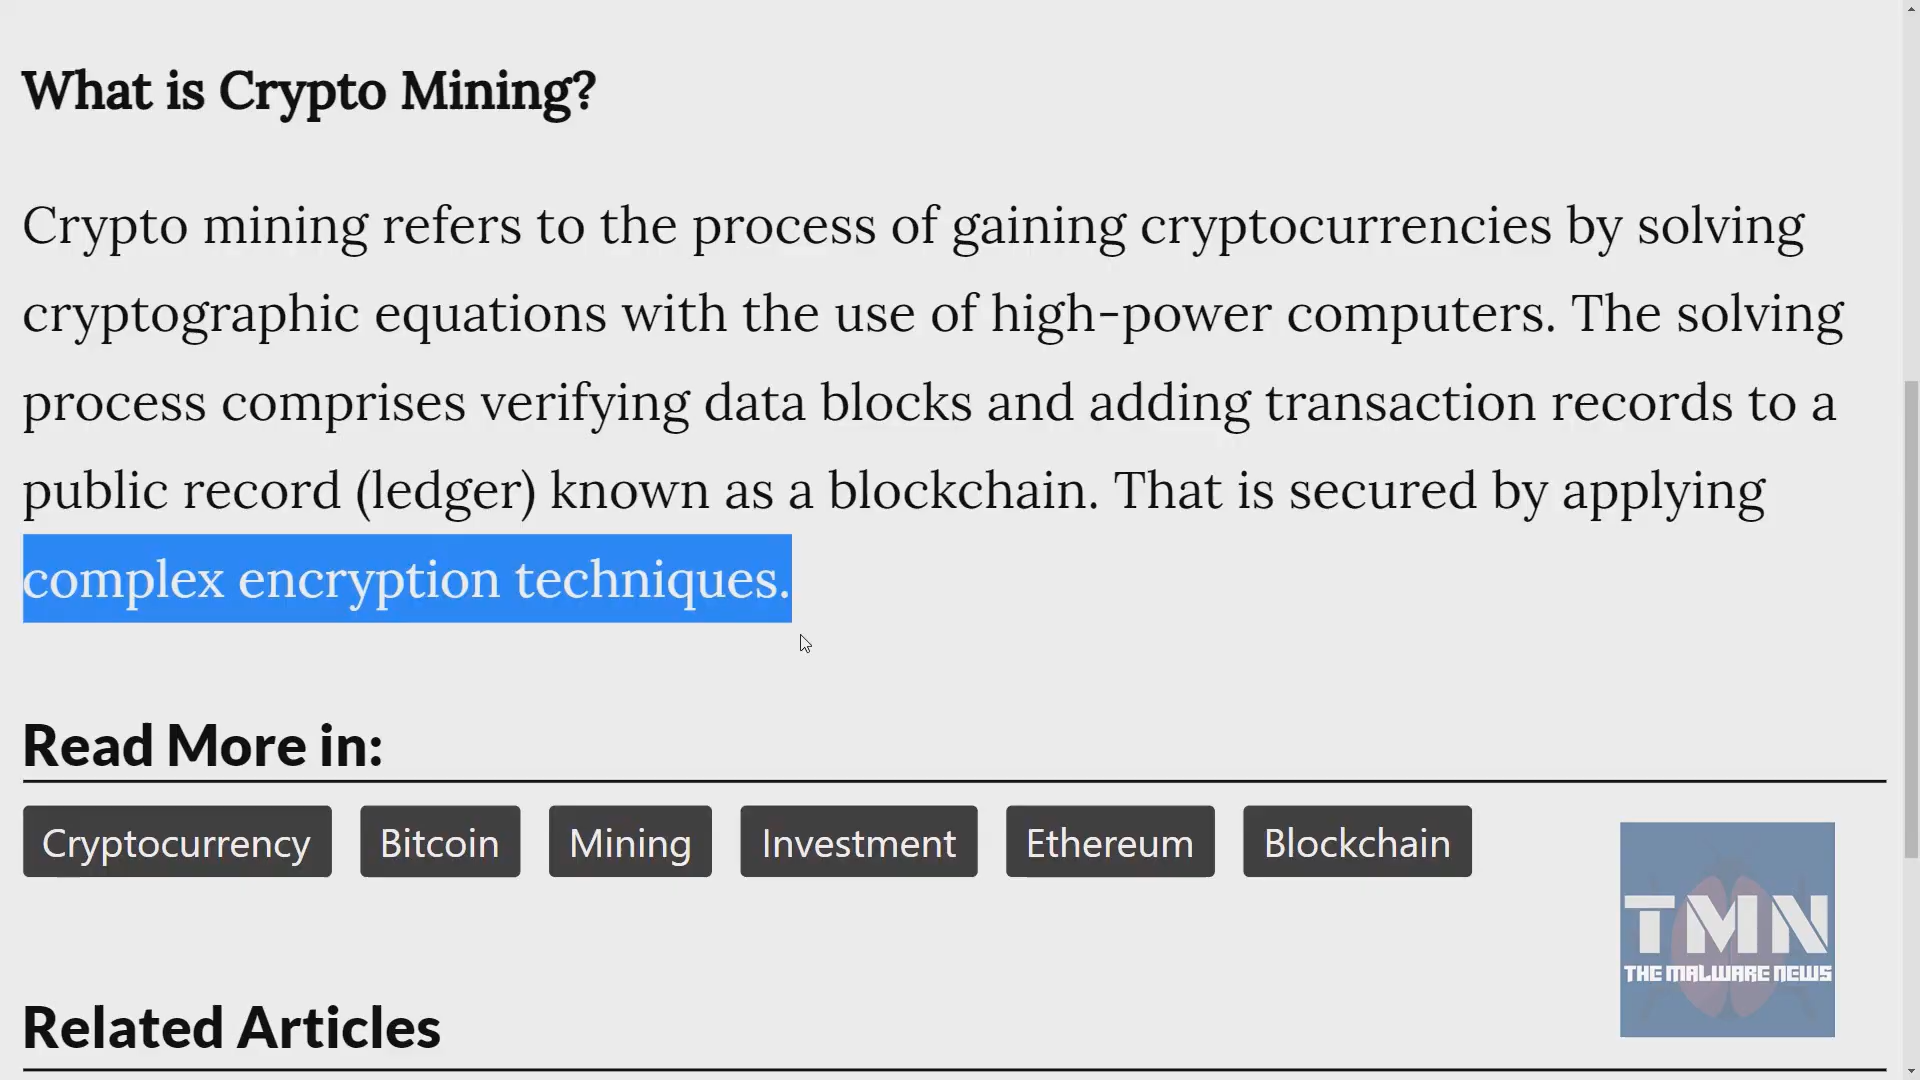 What is Crypto Mining?
Crypto mining refers to the process of gaining cryptocurrencies by solving
cryptographic equations with the use of high-power computers. The solving
process comprises verifying data blocks and adding transaction records to a
public record (ledger) known as a blockchain. That is secured by applying
complex encryption techniques.
Read More in:
Cryptocurrency Bitcoin Mining Investment Ethereum Blockchain
TMN
THE MALWARE NEWS
Related Articles